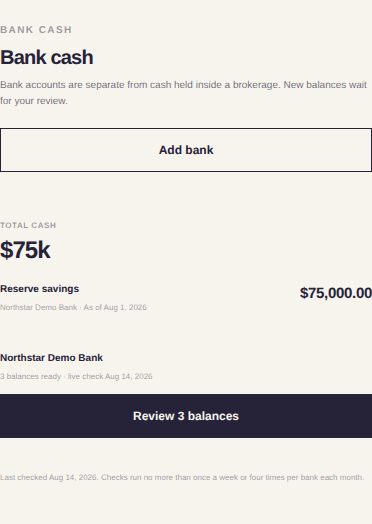 BANK CASH
Bank cash
Bank accounts are separate from cash held inside a brokerage. New balances wait
for your review.
Add bank
TOTAL CASH
$75k
Reserve savings
$75,000.00
Northstar Demo Bank · As of Aug 1, 2026
Northstar Demo Bank
3 balances ready · live check Aug 14, 2026
Review 3 balances
Last checked Aug 14, 2026. Checks run no more than once a week or four times per bank each month.